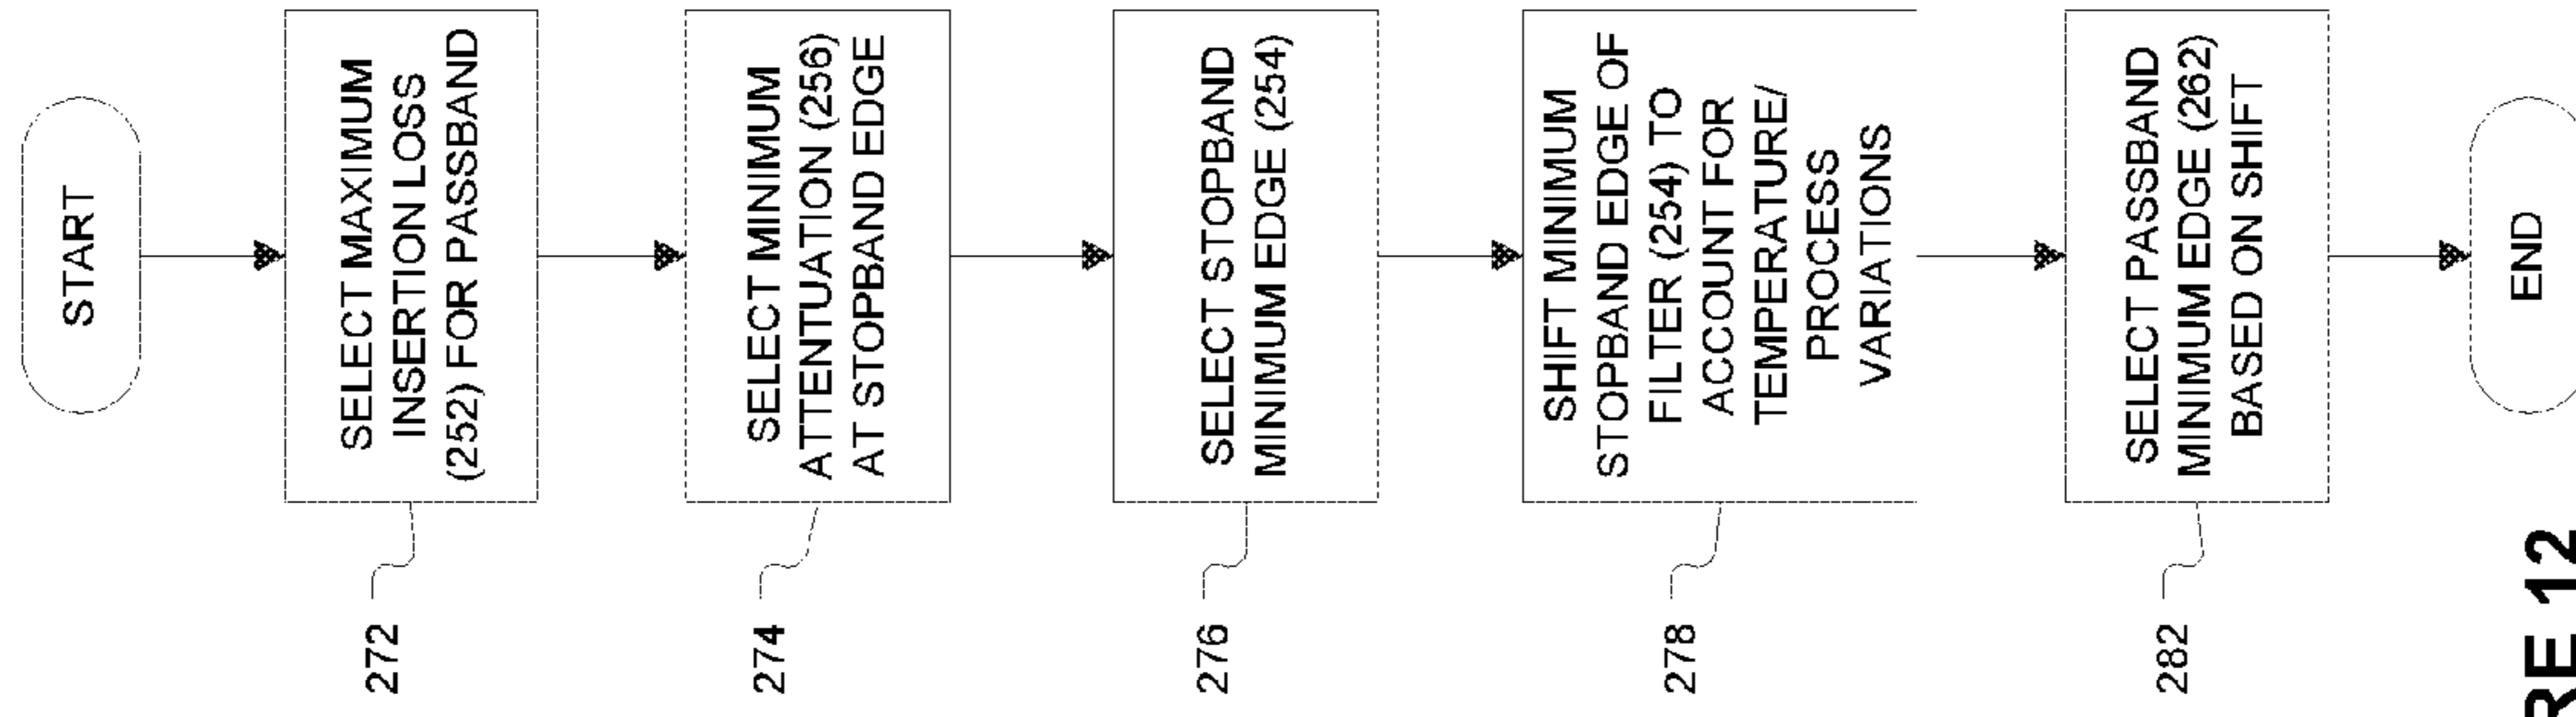 START
SELECT MAXIMUM
INSERTION LOSS
(252) FOR PASSBAND
272
SELECT MINIMUM
ATTENTUATION (256)
AT STOPBAND EDGE
274
SELECT STOPBAND
MINIMUM EDGE (254)
276
SHIFT MINIMUM
STOPBAND EDGE OF
FILTER (254) TO
ACCOUNT FOR
TEMPERATURE/
PROCESS
VARIATIONS
278
SELECT PASSBAND
MINIMUM EDGE (262)
BASED ON SHIFT
282
END
RE 12